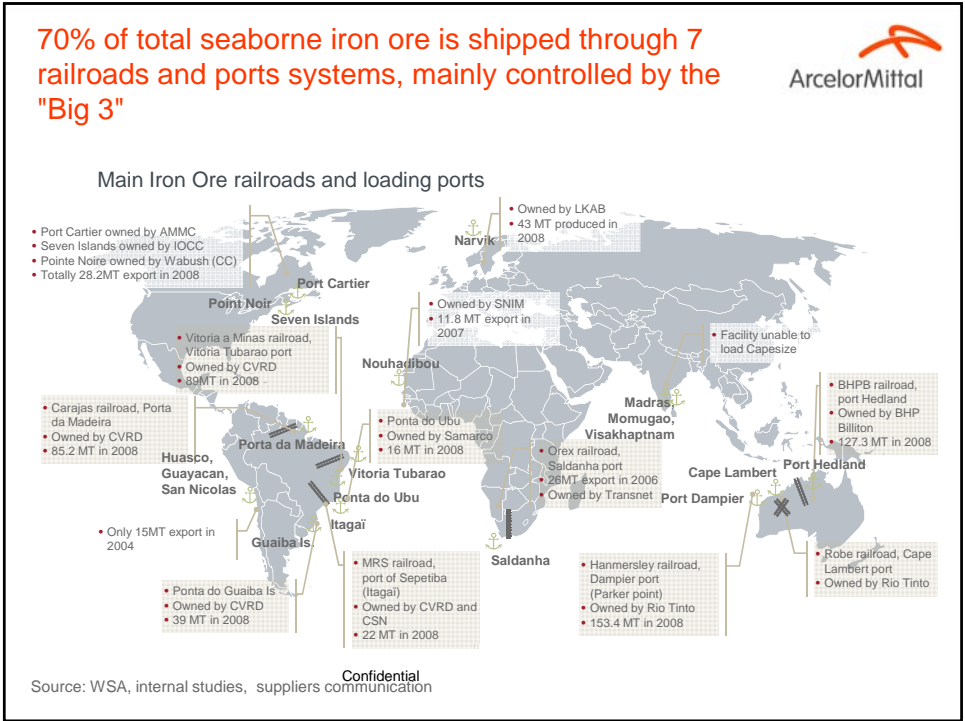 70% of total seaborne iron ore is shipped through 7
railroads and ports systems, mainly controlled by the
"Big 3"
ArcelorMittal
Main Iron Ore railroads and loading ports
• Port Cartier owned by AMMC
• Seven Islands owned by IOCC
• Pointe Noire owned by Wabush (CC)
• Totally 28.2MT export in 2008
• Owned by LKAB
• 43 MT produced in
2008
Narvik
Port Cartier
Point Noir
Seven Islands
• Owned by SNIM
• 11.8 MT export in
2007
• Vitoria a Minas railroad,
Vitoria Tubarao port
• Owned by CVRD
• 89MT in 2008
• Facility unable to
load Capesize
Nouhadibou
• BHPB railroad,
port Hedland
• Owned by BHP
Billiton
• 127.3 MT in 2008
• Carajas railroad, Porta
da Madeira
• Owned by CVRD
• 85.2 MT in 2008
Madras,
Momugao,
Visakhaptnam
• Ponta do Ubu
• Owned by Samarco
• 16 MT in 2008
Porta da Madeira
• Orex railroad,
Saldanha port
• 26MT export in 2006
• Owned by Transnet
Huasco,
Guayacan,
San Nicolas
Vitoria Tubarao
Cape Lambert
Port Hedland
Port Dampier
Ponta do Ubu
Itagaï
• Only 15MT export in
2004
Guaiba Is.
Saldanha
• Robe railroad, Cape
Lambert port
• Owned by Rio Tinto
• MRS railroad,
port of Sepetiba
(Itagaï)
• Owned by CVRD and
CSN
• 22 MT in 2008
• Hanmersley railroad,
Dampier port
(Parker point)
• Owned by Rio Tinto
• 153.4 MT in 2008
• Ponta do Guaiba Is
• Owned by CVRD
• 39 MT in 2008
Confidential
Source: WSA, internal studies, suppliers communication